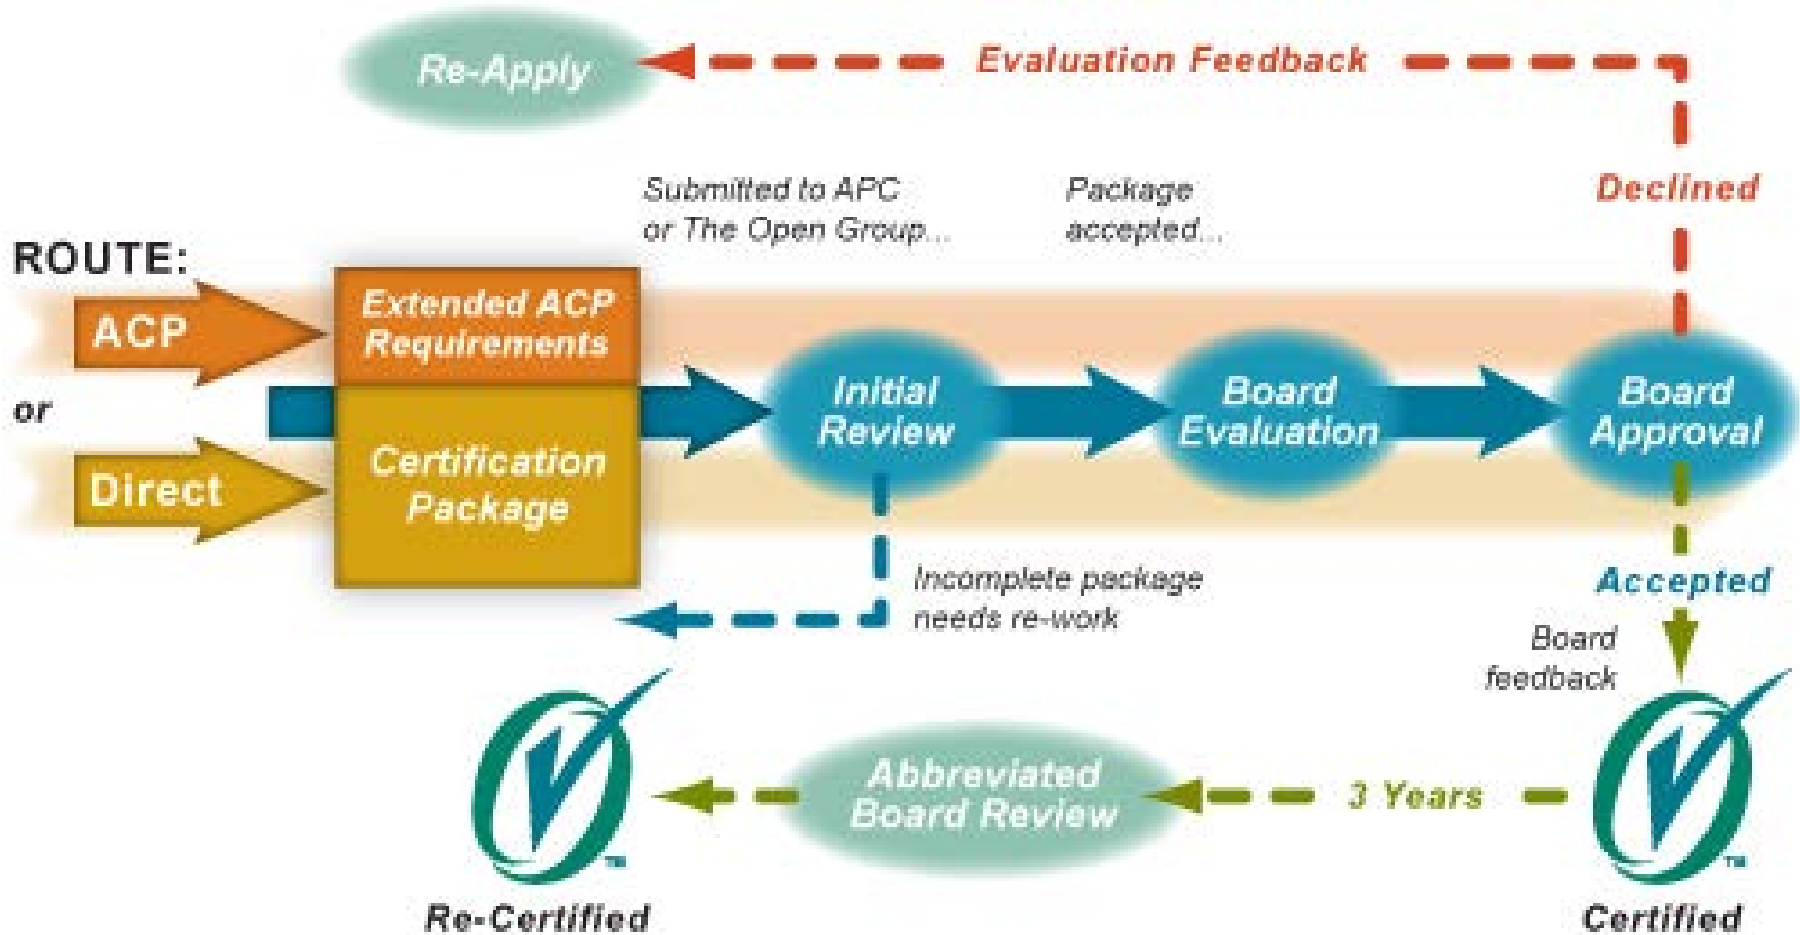 Re-Apply
Evaluation Feedback
Submitted to APC
or The Open Group...
Package
accepted...
Declined
ROUTE:
ACP
Extended ACP
Requirements
or
Initial
Review
Board
Evaluation
Board
Approval
Direct
Certification
Package
Incomplete package
needs re-work
Accepted
Board
feedback
Abbreviated
Board Review
3 Years
TM
TM
Re-Certified
Certified